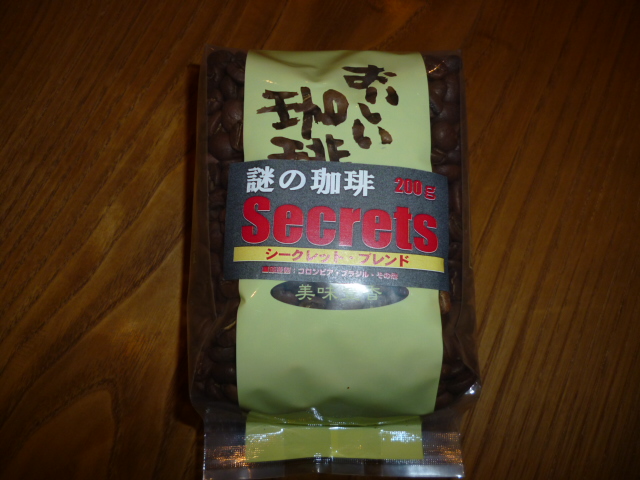 おいしい
珈琲
謎の珈琲 200g
Secrets
シークレット・ブレンド
コロンビア・ブラジル・その他
美味 香